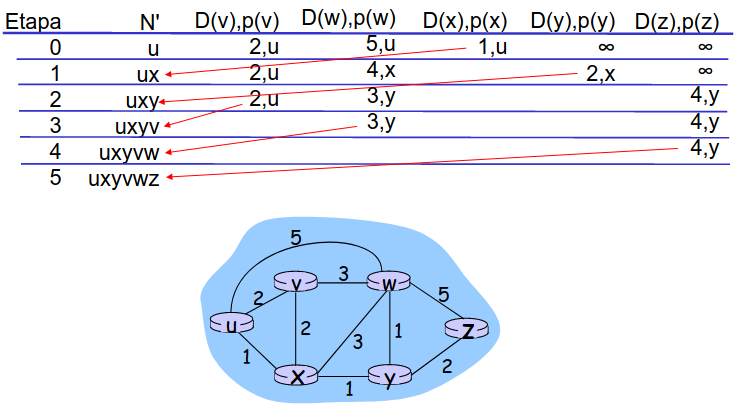 Etapa N' D(v),p(v) D(w),p(w) D(x),p(x) D(y),p(y) D(z),p(z)
0 u 2,u 5,u 1,u ∞ ∞
1 ux 2,u 4,x 2,x ∞
2 uxy 2,u 3,y 4,y
3 uxyv 3,y 4,y
4 uxyvw 4,y
5 uxyvwz
5
v 3 w
2 5
u 2 3 1 z
1 2
x 1 y